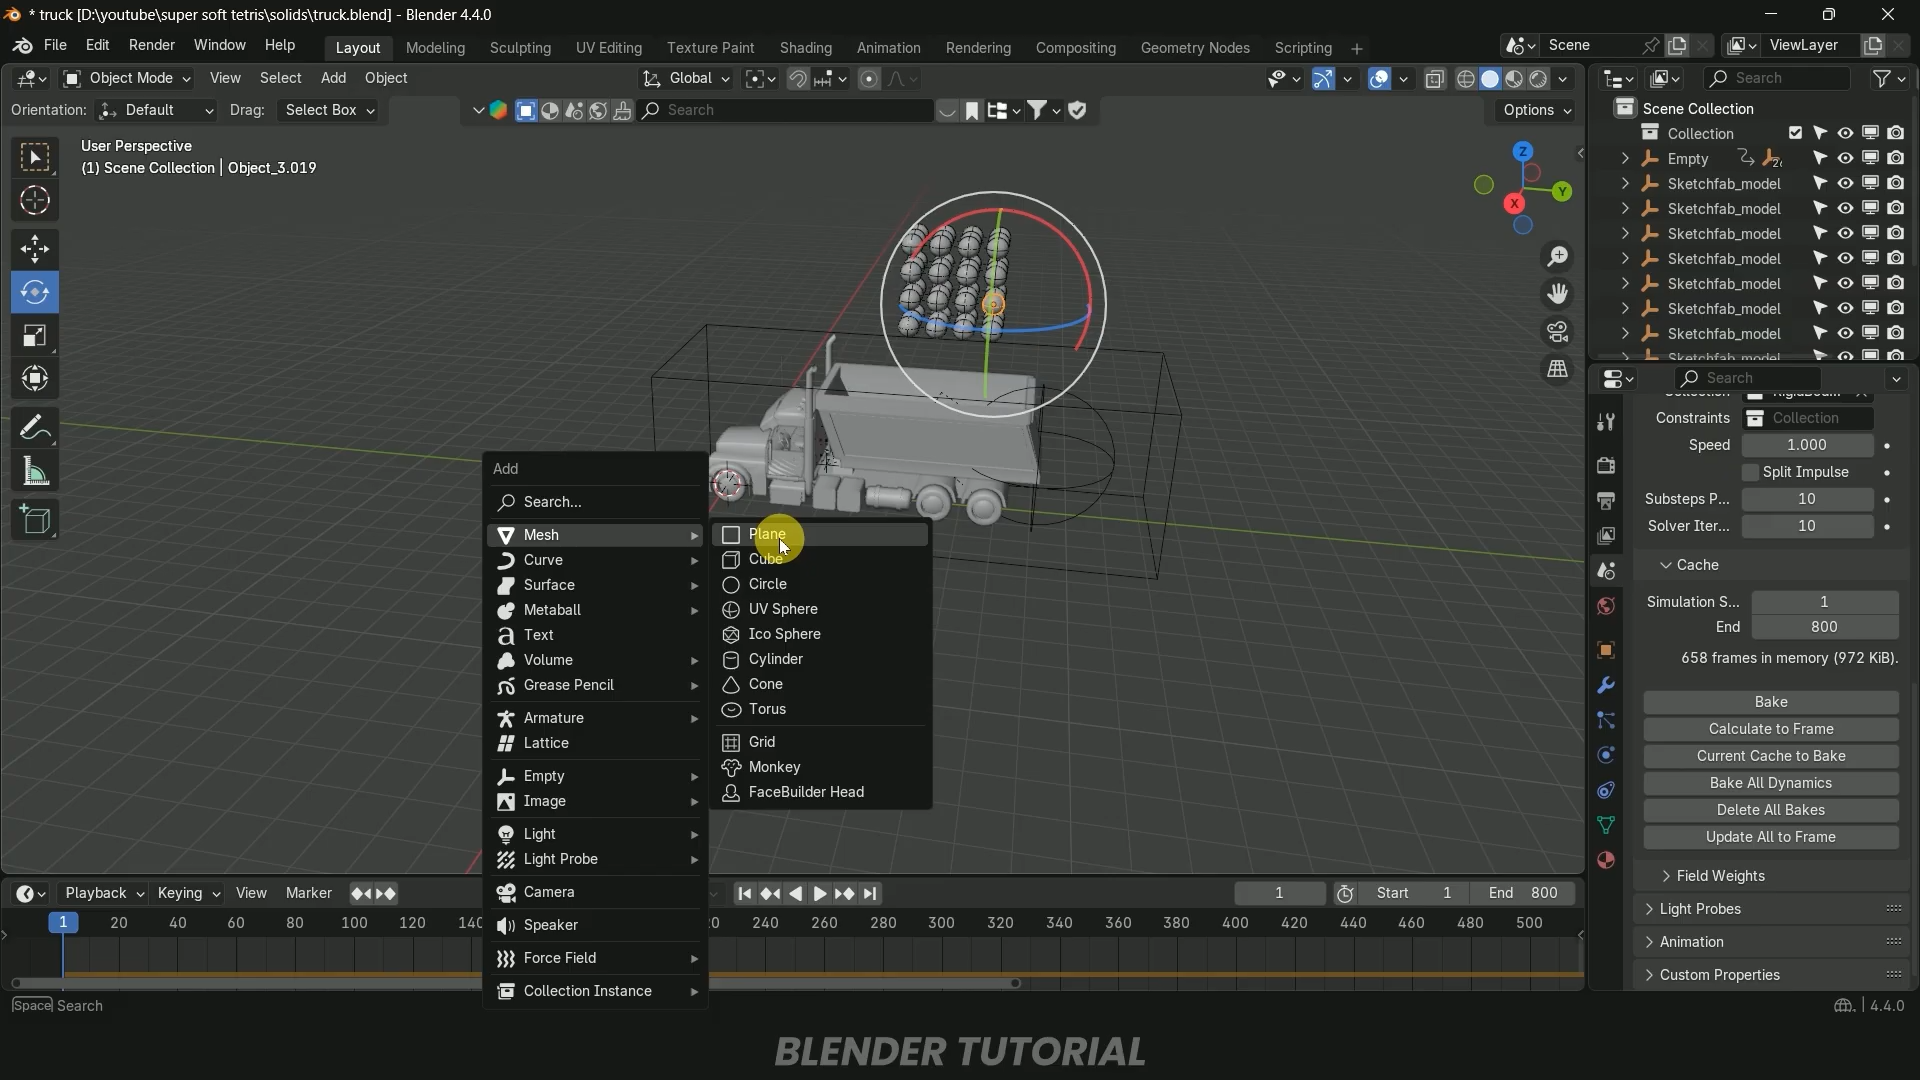 * truck [D:\youtube\super soft tetris\solids\truck.blend] - Blender 4.4.0
File Edit Render Window Help
Layout Modeling Sculpting UV Editing Texture Paint Shading Animation Rendering Compositing Geometry Nodes Scripting +
Scene
ViewLayer
Object Mode View Select Add Object
Global
Search
Orientation: Default Drag: Select Box
Search
Options
User Perspective
(1) Scene Collection | Object_3.019
Z
Y
X
Scene Collection
Collection
Empty
Sketchfab_model
Sketchfab_model
Sketchfab_model
Sketchfab_model
Sketchfab_model
Sketchfab_model
Sketchfab_model
Sketchfab_model
Search
Constraints Collection
Speed 1.000
Split Impulse
Substeps P... 10
Solver Iter... 10
Cache
Simulation S... 1
End 800
658 frames in memory (972 KiB).
Bake
Calculate to Frame
Current Cache to Bake
Bake All Dynamics
Delete All Bakes
Update All to Frame
Field Weights
Light Probes
Animation
Custom Properties
Add
Search...
Mesh
Curve
Surface
Metaball
Text
Volume
Grease Pencil
Armature
Lattice
Empty
Image
Light
Light Probe
Camera
Speaker
Force Field
Collection Instance
Plane
Cube
Circle
UV Sphere
Ico Sphere
Cylinder
Cone
Torus
Grid
Monkey
FaceBuilder Head
Playback Keying View Marker
1
Start 1
End 800
1 20 40 60 80 100 120 240 260 280 300 320 340 360 380 400 420 440 460 480 500
Space Search
4.4.0
BLENDER TUTORIAL